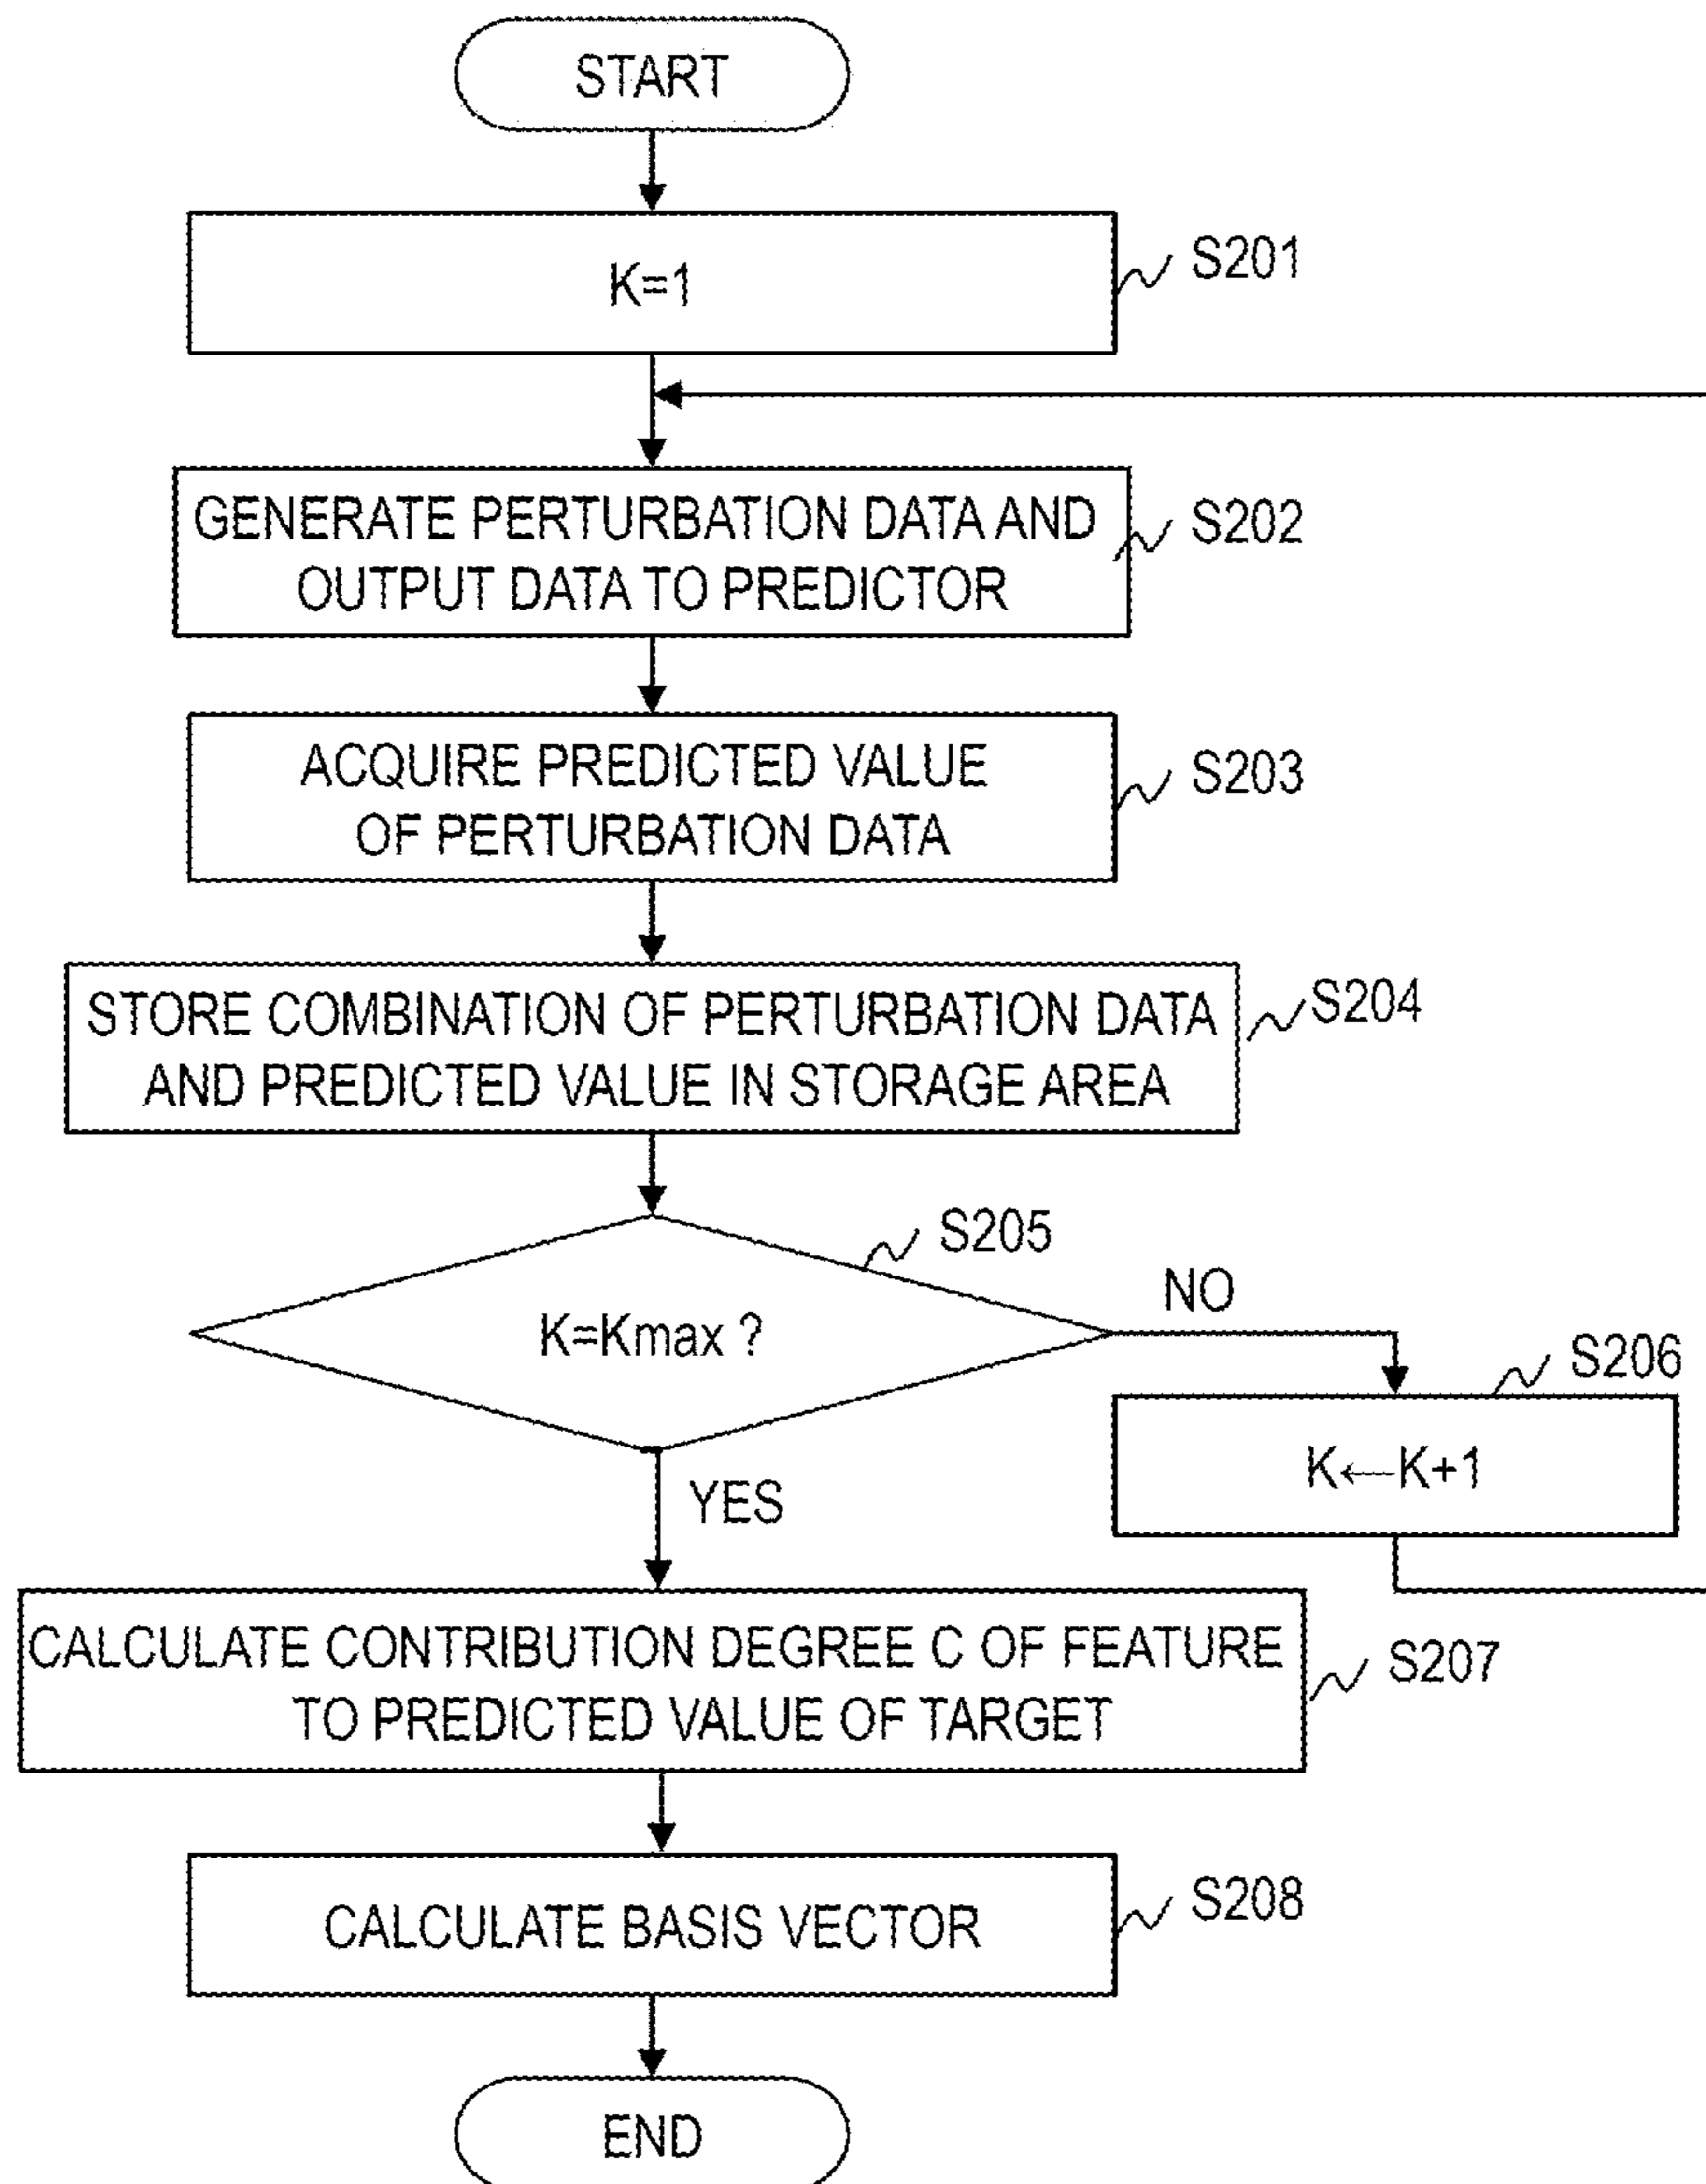 START
K=1
S201
GENERATE PERTURBATION DATA AND
OUTPUT DATA TO PREDICTOR
S202
ACQUIRE PREDICTED VALUE
OF PERTURBATION DATA
S203
STORE COMBINATION OF PERTURBATION DATA
AND PREDICTED VALUE IN STORAGE AREA
S204
K=Kmax ?
S205
NO
K←K+1
S206
YES
CALCULATE CONTRIBUTION DEGREE C OF FEATURE
TO PREDICTED VALUE OF TARGET
S207
CALCULATE BASIS VECTOR
S208
END